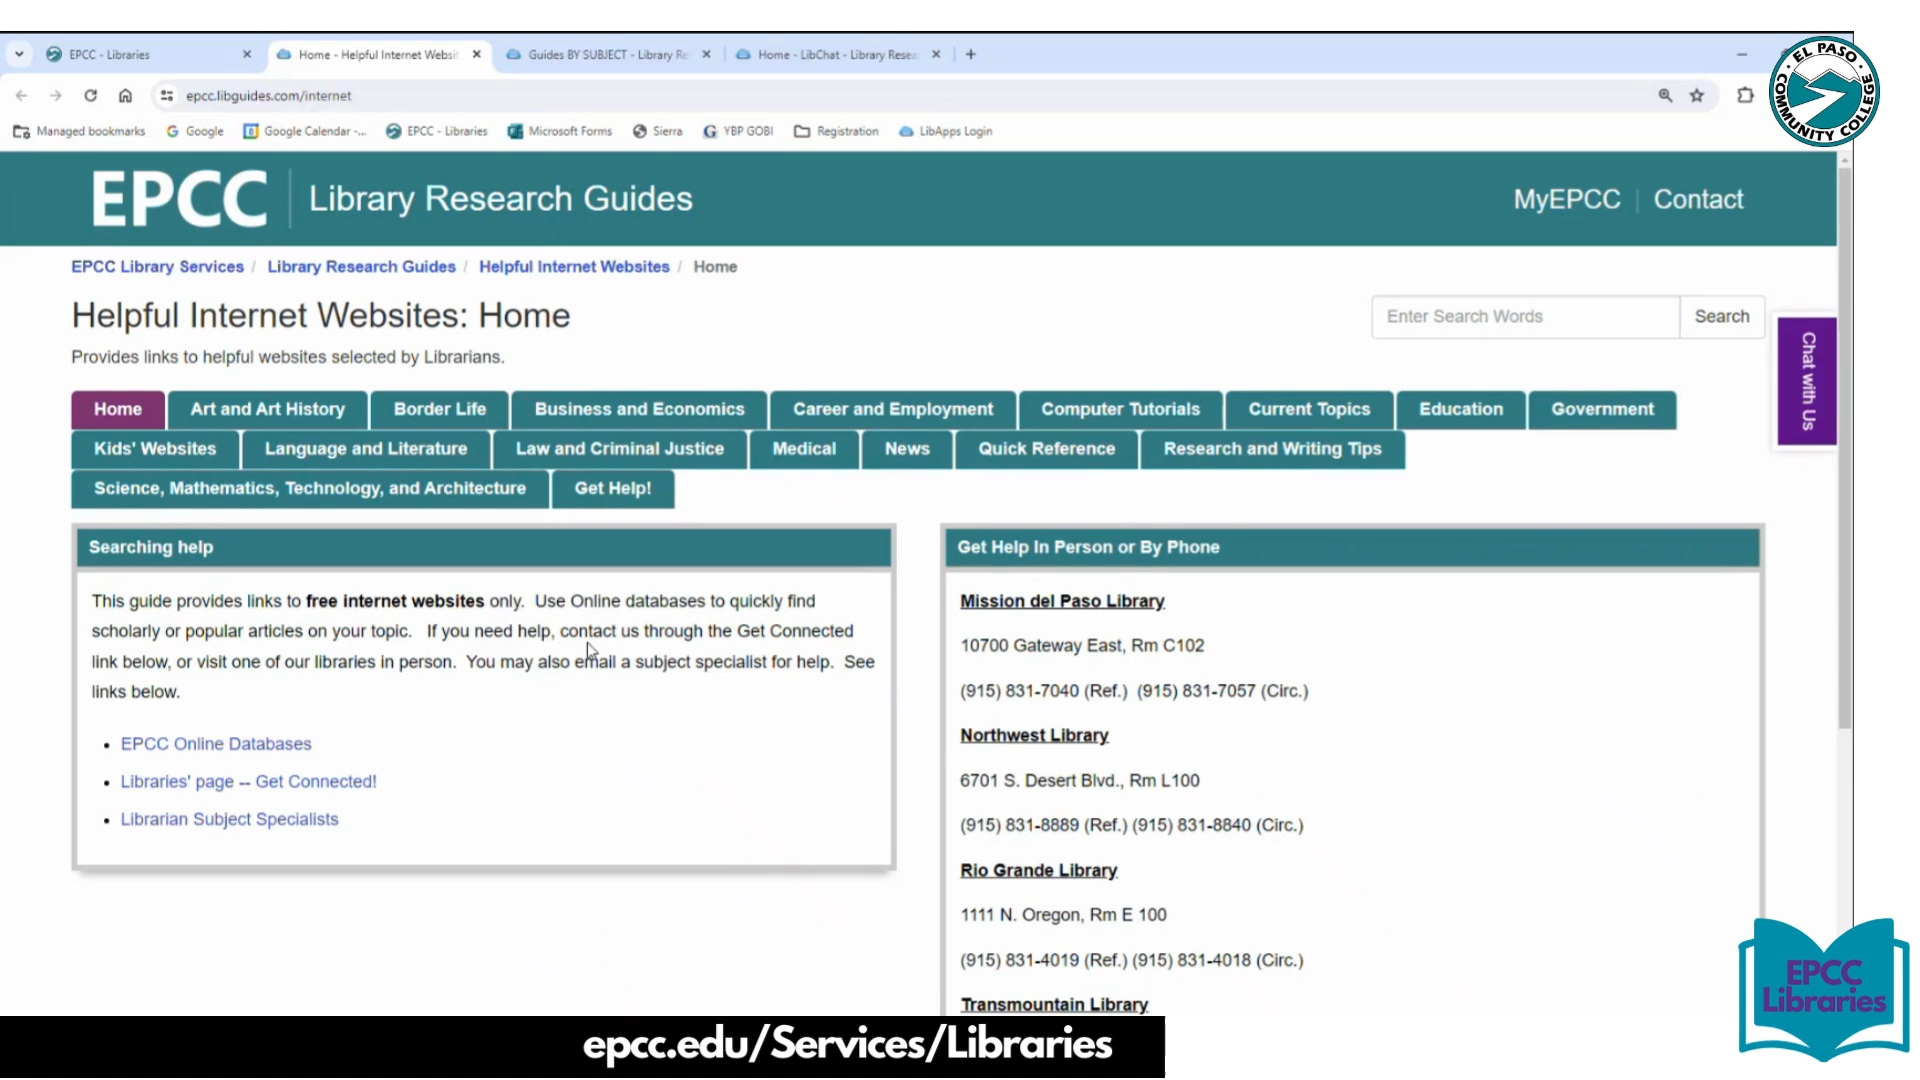 EPCC - Libraries
Home - Helpful Internet Websit
Guides BY SUBJECT - Library Re
Home - LibChat - Library Resea
epcc.libguides.com/internet
Managed bookmarks
Google
Google Calendar -...
EPCC - Libraries
Microsoft Forms
Sierra
YBP GOBI
Registration
LibApps Login
EL PASO COMMUNITY COLLEGE
EPCC | Library Research Guides
MyEPCC | Contact
EPCC Library Services / Library Research Guides / Helpful Internet Websites / Home
Helpful Internet Websites: Home
Enter Search Words
Search
Provides links to helpful websites selected by Librarians.
Chat with Us
Home
Art and Art History
Border Life
Business and Economics
Career and Employment
Computer Tutorials
Current Topics
Education
Government
Kids' Websites
Language and Literature
Law and Criminal Justice
Medical
News
Quick Reference
Research and Writing Tips
Science, Mathematics, Technology, and Architecture
Get Help!
Searching help
This guide provides links to free internet websites only. Use Online databases to quickly find
scholarly or popular articles on your topic. If you need help, contact us through the Get Connected
link below, or visit one of our libraries in person. You may also email a subject specialist for help. See
links below.
• EPCC Online Databases
• Libraries' page -- Get Connected!
• Librarian Subject Specialists
Get Help In Person or By Phone
Mission del Paso Library
10700 Gateway East, Rm C102
(915) 831-7040 (Ref.) (915) 831-7057 (Circ.)
Northwest Library
6701 S. Desert Blvd., Rm L100
(915) 831-8889 (Ref.) (915) 831-8840 (Circ.)
Rio Grande Library
1111 N. Oregon, Rm E 100
(915) 831-4019 (Ref.) (915) 831-4018 (Circ.)
Transmountain Library
EPCC
Libraries
epcc.edu/Services/Libraries